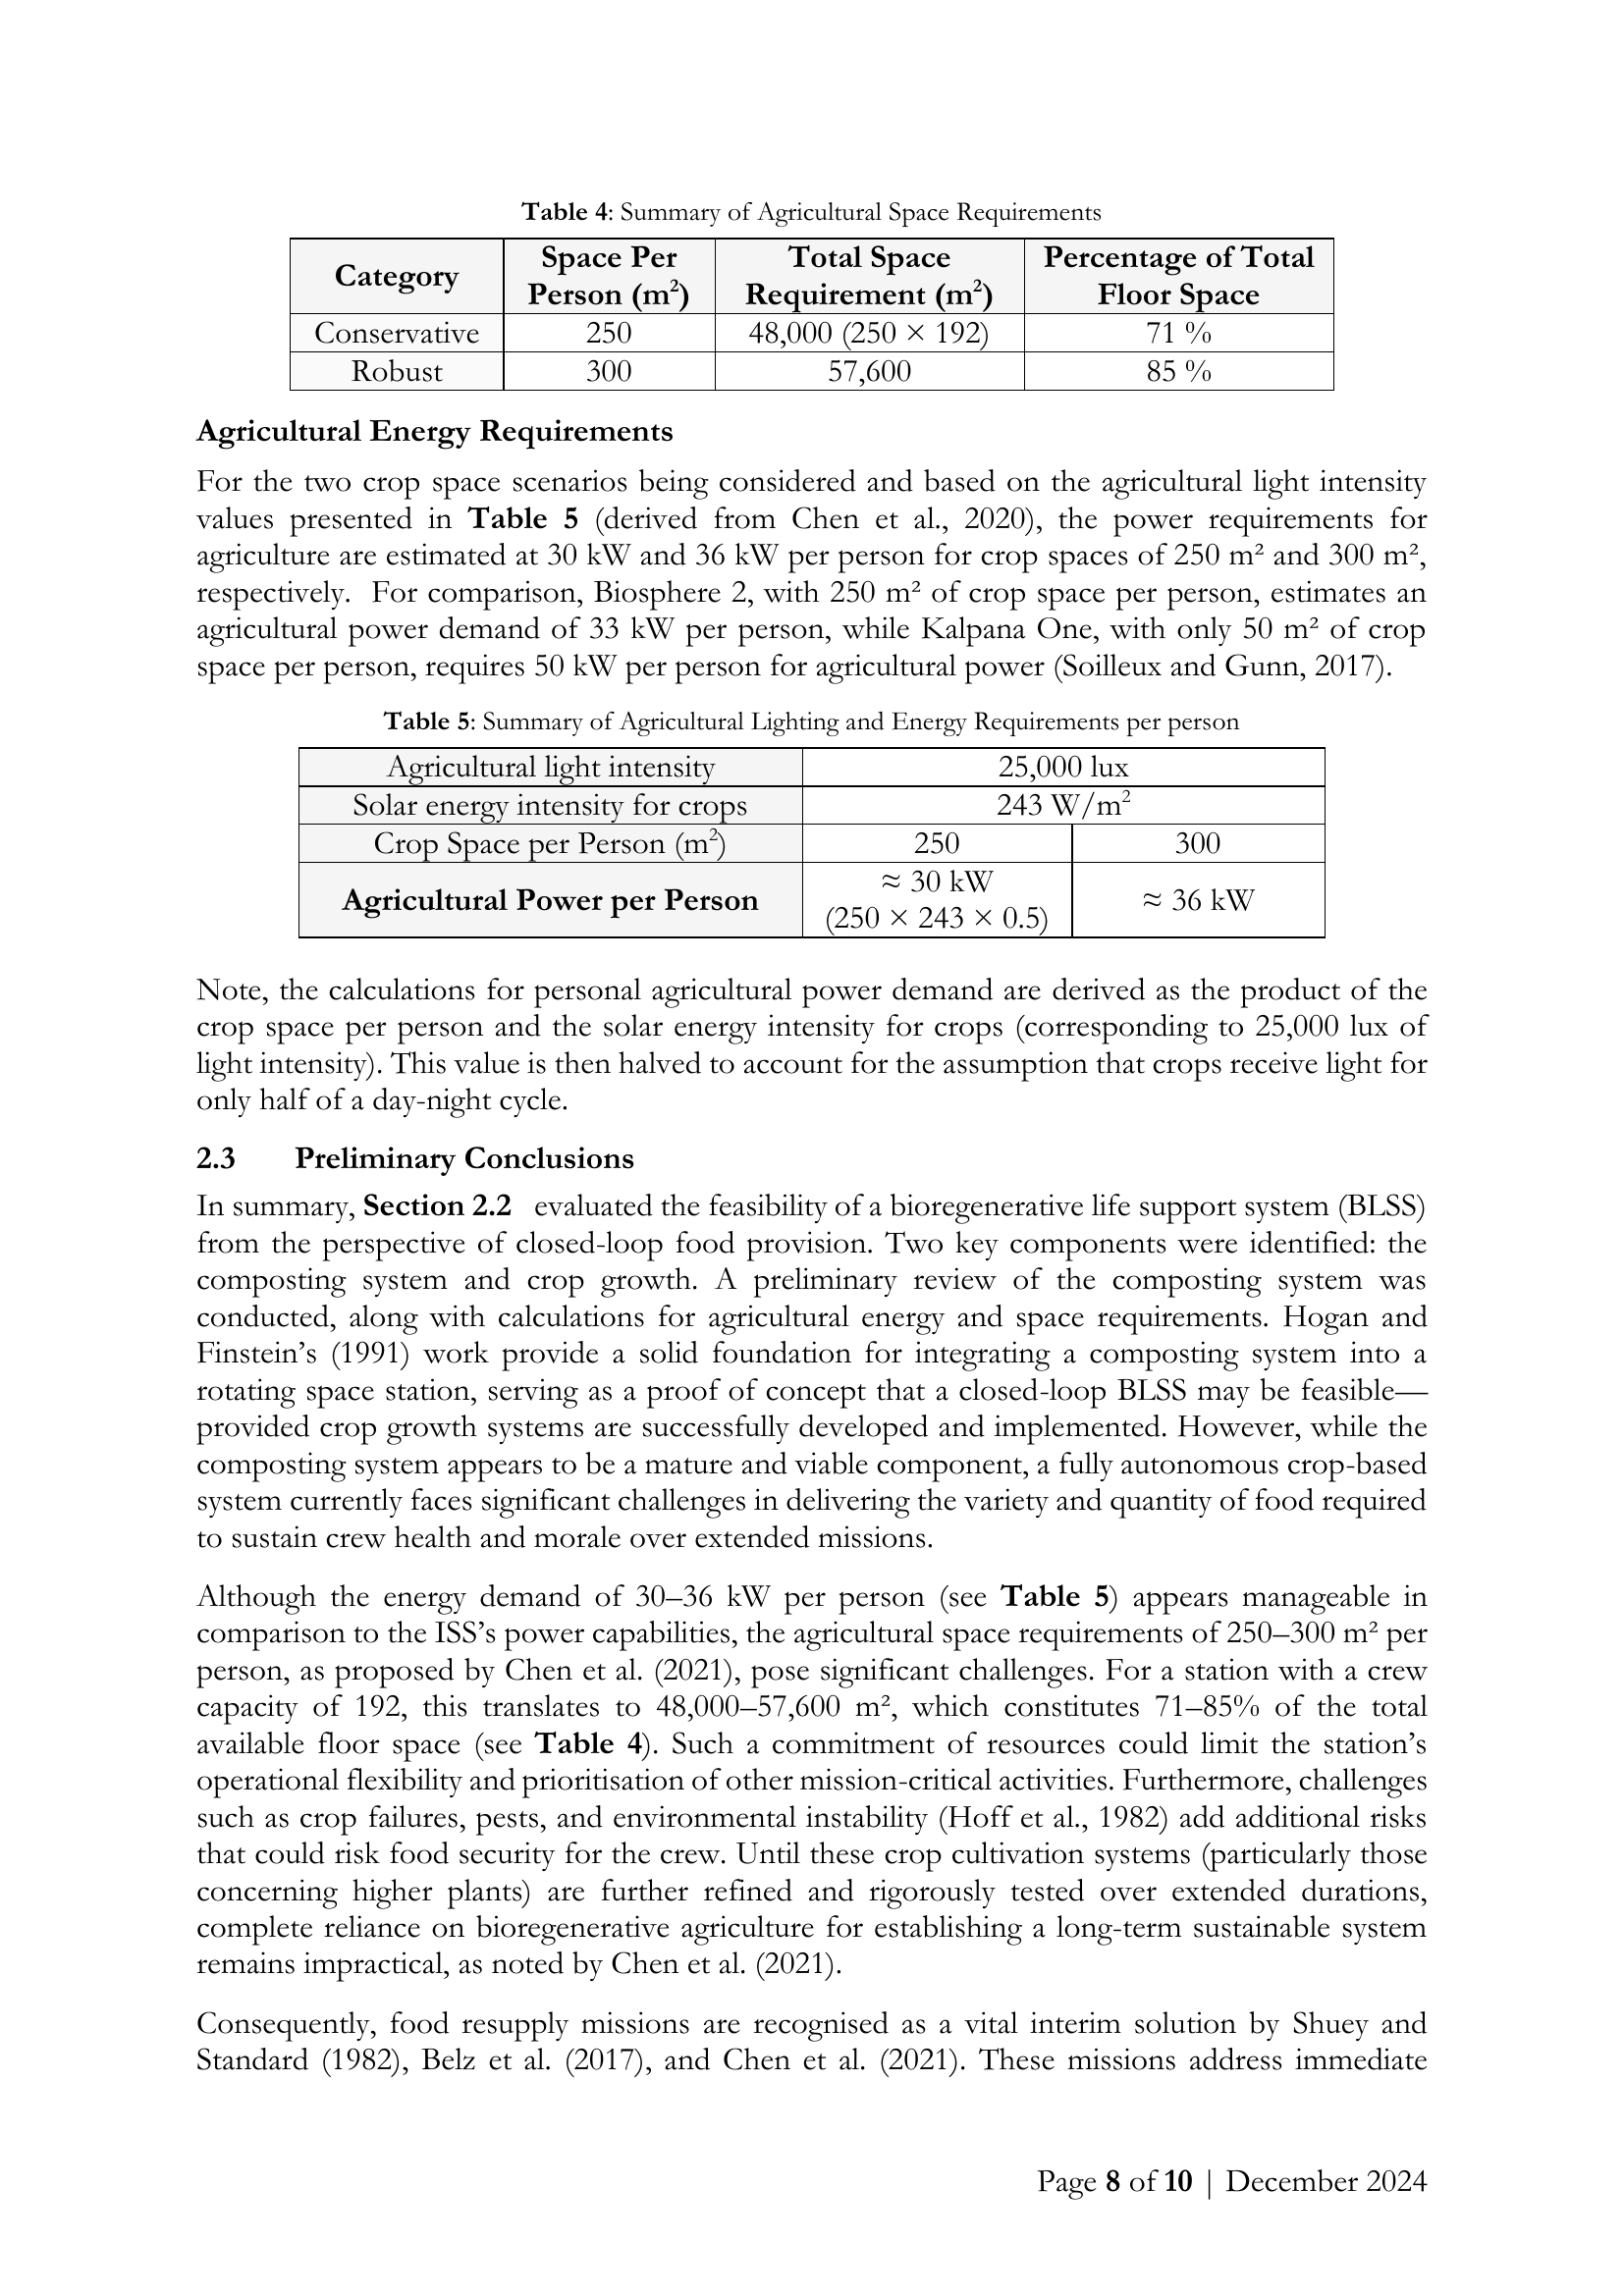 Table 4: Summary of Agricultural Space Requirements
Category
Space Per
Person (m²)
Total Space
Requirement (m²)
Percentage of Total
Floor Space
Conservative 250 48,000 (250 × 192) 71 %
Robust 300 57,600 85 %
Agricultural Energy Requirements
For the two crop space scenarios being considered and based on the agricultural light intensity
values presented in Table 5 (derived from Chen et al., 2020), the power requirements for
agriculture are estimated at 30 kW and 36 kW per person for crop spaces of 250 m² and 300 m²,
respectively. For comparison, Biosphere 2, with 250 m² of crop space per person, estimates an
agricultural power demand of 33 kW per person, while Kalpana One, with only 50 m² of crop
space per person, requires 50 kW per person for agricultural power (Soilleux and Gunn, 2017).
Table 5: Summary of Agricultural Lighting and Energy Requirements per person
Agricultural light intensity 25,000 lux
Solar energy intensity for crops 243 W/m²
Crop Space per Person (m²) 250 300
Agricultural Power per Person
≈ 30 kW
(250 × 243 × 0.5)
≈ 36 kW
Note, the calculations for personal agricultural power demand are derived as the product of the
crop space per person and the solar energy intensity for crops (corresponding to 25,000 lux of
light intensity). This value is then halved to account for the assumption that crops receive light for
only half of a day-night cycle.
2.3 Preliminary Conclusions
In summary, Section 2.2 evaluated the feasibility of a bioregenerative life support system (BLSS)
from the perspective of closed-loop food provision. Two key components were identified: the
composting system and crop growth. A preliminary review of the composting system was
conducted, along with calculations for agricultural energy and space requirements. Hogan and
Finstein’s (1991) work provide a solid foundation for integrating a composting system into a
rotating space station, serving as a proof of concept that a closed-loop BLSS may be feasible—
provided crop growth systems are successfully developed and implemented. However, while the
composting system appears to be a mature and viable component, a fully autonomous crop-based
system currently faces significant challenges in delivering the variety and quantity of food required
to sustain crew health and morale over extended missions.
Although the energy demand of 30–36 kW per person (see Table 5) appears manageable in
comparison to the ISS’s power capabilities, the agricultural space requirements of 250–300 m² per
person, as proposed by Chen et al. (2021), pose significant challenges. For a station with a crew
capacity of 192, this translates to 48,000–57,600 m², which constitutes 71–85% of the total
available floor space (see Table 4). Such a commitment of resources could limit the station’s
operational flexibility and prioritisation of other mission-critical activities. Furthermore, challenges
such as crop failures, pests, and environmental instability (Hoff et al., 1982) add additional risks
that could risk food security for the crew. Until these crop cultivation systems (particularly those
concerning higher plants) are further refined and rigorously tested over extended durations,
complete reliance on bioregenerative agriculture for establishing a long-term sustainable system
remains impractical, as noted by Chen et al. (2021).
Consequently, food resupply missions are recognised as a vital interim solution by Shuey and
Standard (1982), Belz et al. (2017), and Chen et al. (2021). These missions address immediate
Page 8 of 10 | December 2024